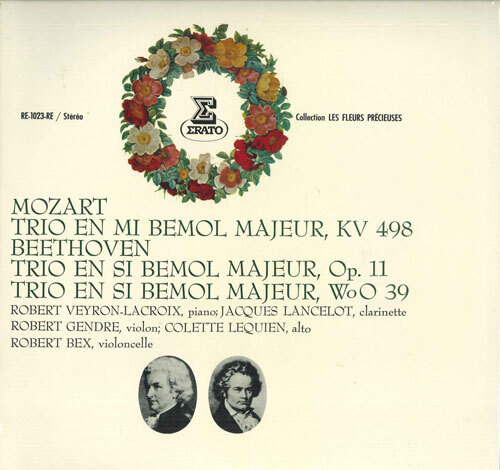 RE-1023-RE / Stéréo
Σ
ERATO
Collection LES FLEURS PRÉCIEUSES
MOZART
TRIO EN MI BEMOL MAJEUR, KV 498
BEETHOVEN
TRIO EN SI BEMOL MAJEUR, Op. 11
TRIO EN SI BEMOL MAJEUR, WoO 39
ROBERT VEYRON-LACROIX, piano; JACQUES LANCELOT, clarinette
ROBERT GENDRE, violon; COLETTE LEQUIEN, alto
ROBERT BEX, violoncelle